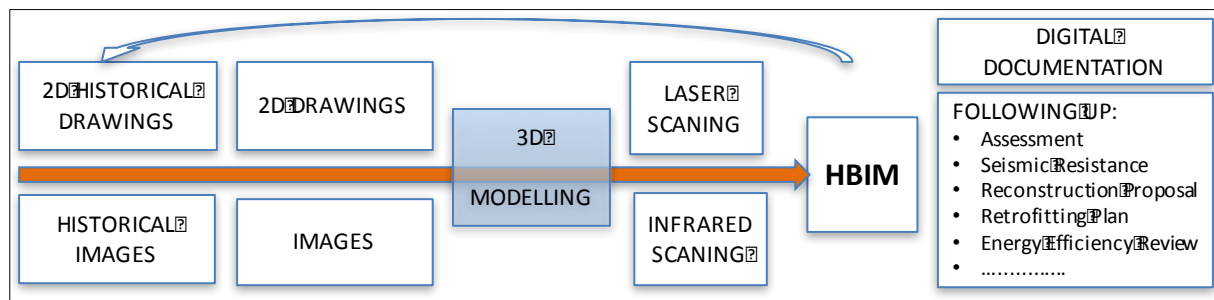 2D HISTORICAL
DRAWINGS
2D DRAWINGS
3D
MODELLING
LASER
SCANING
HISTORICAL
IMAGES
IMAGES
INFRARED
SCANING
HBIM
DIGITAL
DOCUMENTATION
FOLLOWING UP:
• Assessment
• Seismic Resistance
• Reconstruction Proposal
• Retrofitting Plan
• Energy Efficiency Review
• ..............